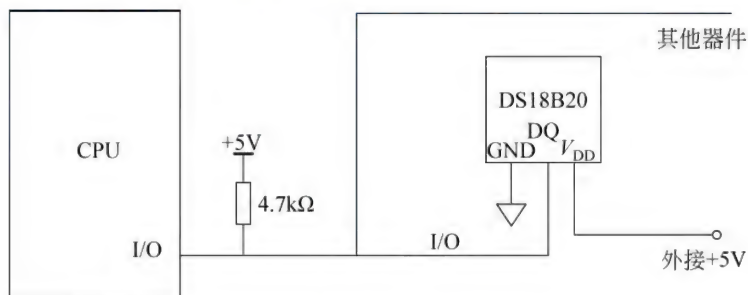 其他器件
DS18B20
DQ
GND
V_DD
CPU
+5V
4.7kΩ
I/O
I/O
外接+5V